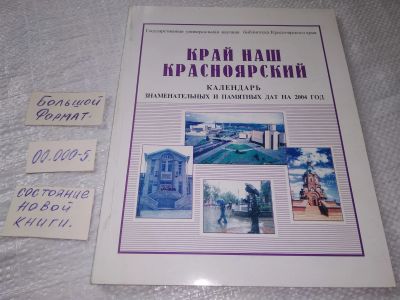 Государственная универсальная научная библиотека Красноярского края
КРАЙ НАШ
КРАСНОЯРСКИЙ
КАЛЕНДАРЬ
ЗНАМЕНАТЕЛЬНЫХ И ПАМЯТНЫХ ДАТ НА 2004 ГОД
Большой
Формат.
00.000-5
состояние
новой
книги.